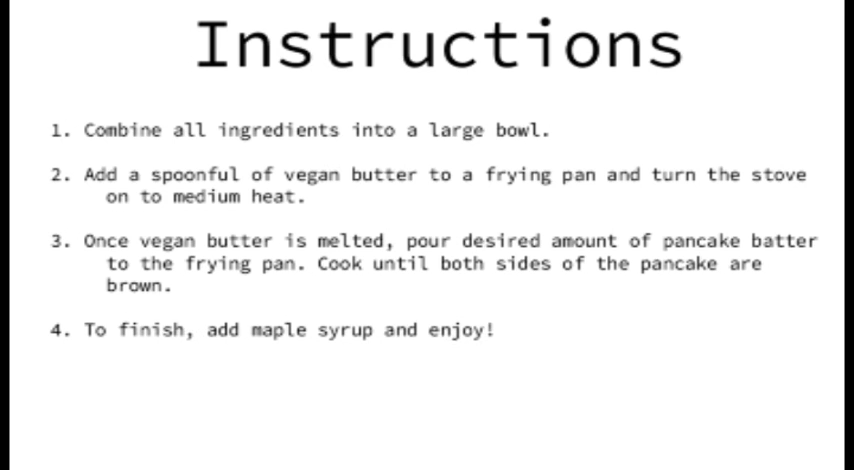 Instructions
1. Combine all ingredients into a large bowl.
2. Add a spoonful of vegan butter to a frying pan and turn the stove
on to medium heat.
3. Once vegan butter is melted, pour desired amount of pancake batter
to the frying pan. Cook until both sides of the pancake are
brown.
4. To finish, add maple syrup and enjoy!